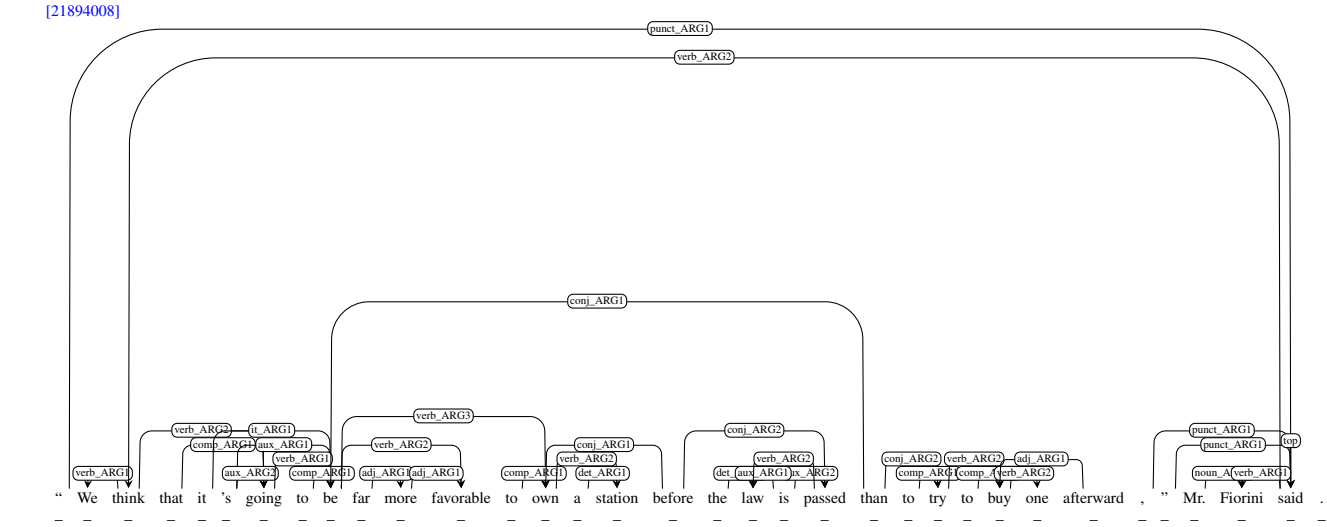 [21894008]
punct_ARG1
verb_ARG2
conj_ARG1
verb_ARG3
verb_ARG2 it_ARG1 conj_ARG2 punct_ARG1
comp_ARG1 aux_ARG1 verb_ARG2 conj_ARG1 punct_ARG1 top
verb_ARG1 verb_ARG2 verb_ARG2 conj_ARG2 verb_ARG2 adj_ARG1
verb_ARG1 aux_ARG2 comp_ARG1 adj_ARG1 adj_ARG1 comp_ARG1 det_ARG1 aux_ARG1 verb_ARG2 verb_ARG1
“ We think that it 's going to be far more favorable to own a station before the law is passed than to try to buy one afterward , ” Mr. Fiorini said .